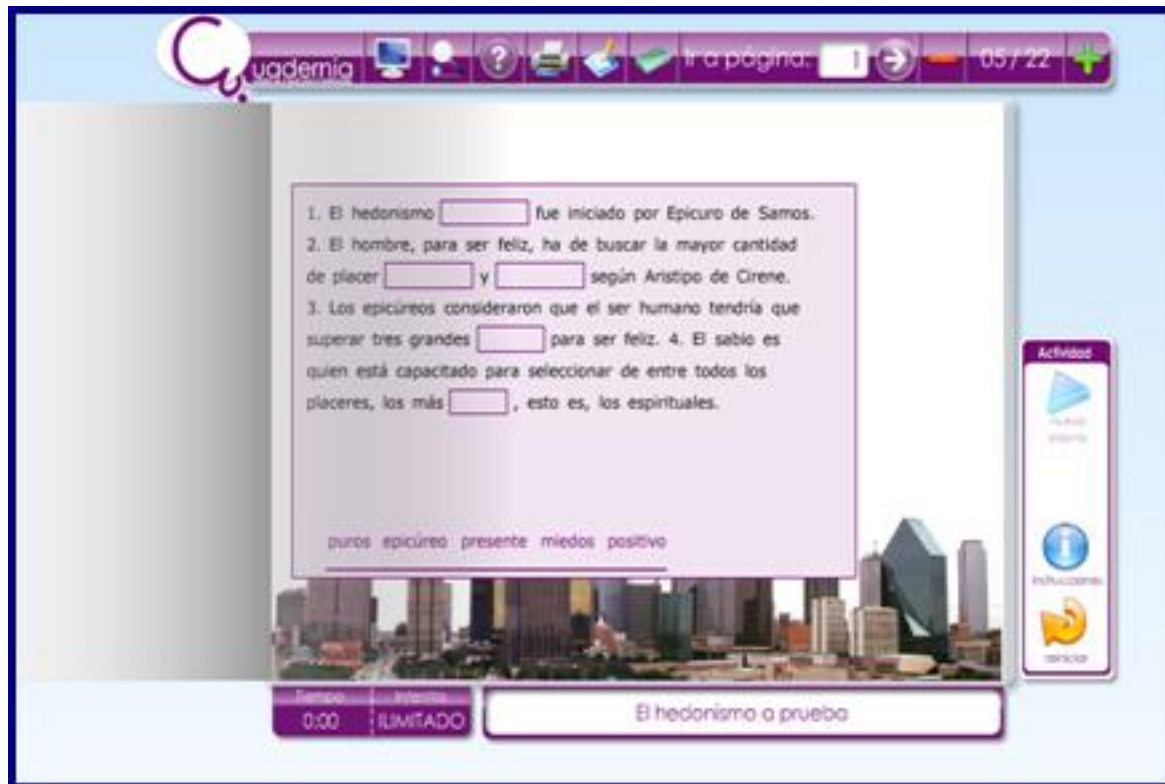 Cuadernia
Ir a página: 1
05 / 22
1. El hedonismo fue iniciado por Epicuro de Samos.
2. El hombre, para ser feliz, ha de buscar la mayor cantidad
de placer y según Aristipo de Cirene.
3. Los epicúreos consideraron que el ser humano tendría que
superar tres grandes para ser feliz. 4. El sabio es
quien está capacitado para seleccionar de entre todos los
placeres, los más , esto es, los espirituales.
puros epicúreo presente miedos positivo
Actividad
instrucciones
reiniciar
Tiempo
Intentos
0:00
ILIMITADO
El hedonismo a prueba